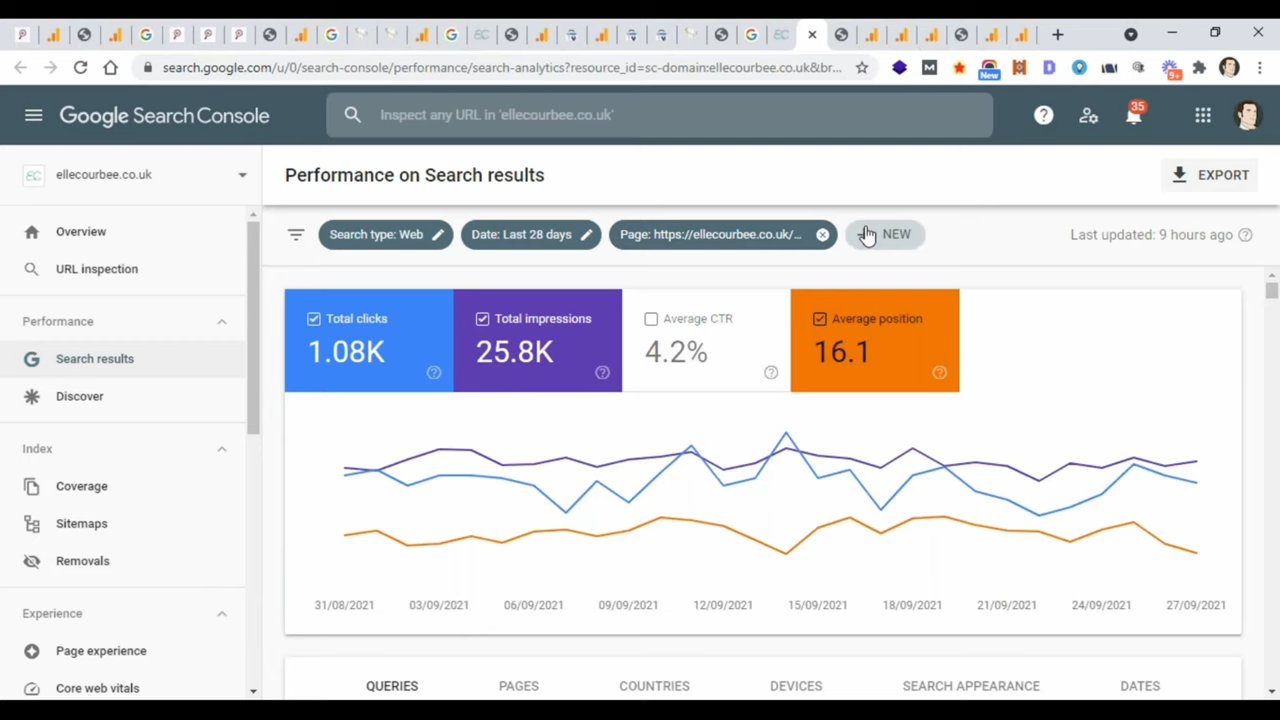 search.google.com/u/0/search-console/performance/search-analytics?resource_id=sc-domain:ellecourbee.co.uk&br...
New
9+
Google Search Console
Inspect any URL in 'ellecourbee.co.uk'
35
EC ellecourbee.co.uk
Performance on Search results
EXPORT
Overview
URL inspection
Performance
Search results
Discover
Index
Coverage
Sitemaps
Removals
Experience
Page experience
Core web vitals
Search type: Web
Date: Last 28 days
Page: https://ellecourbee.co.uk/...
NEW
Last updated: 9 hours ago
Total clicks
1.08K
Total impressions
25.8K
Average CTR
4.2%
Average position
16.1
31/08/2021 03/09/2021 06/09/2021 09/09/2021 12/09/2021 15/09/2021 18/09/2021 21/09/2021 24/09/2021 27/09/2021
QUERIES PAGES COUNTRIES DEVICES SEARCH APPEARANCE DATES